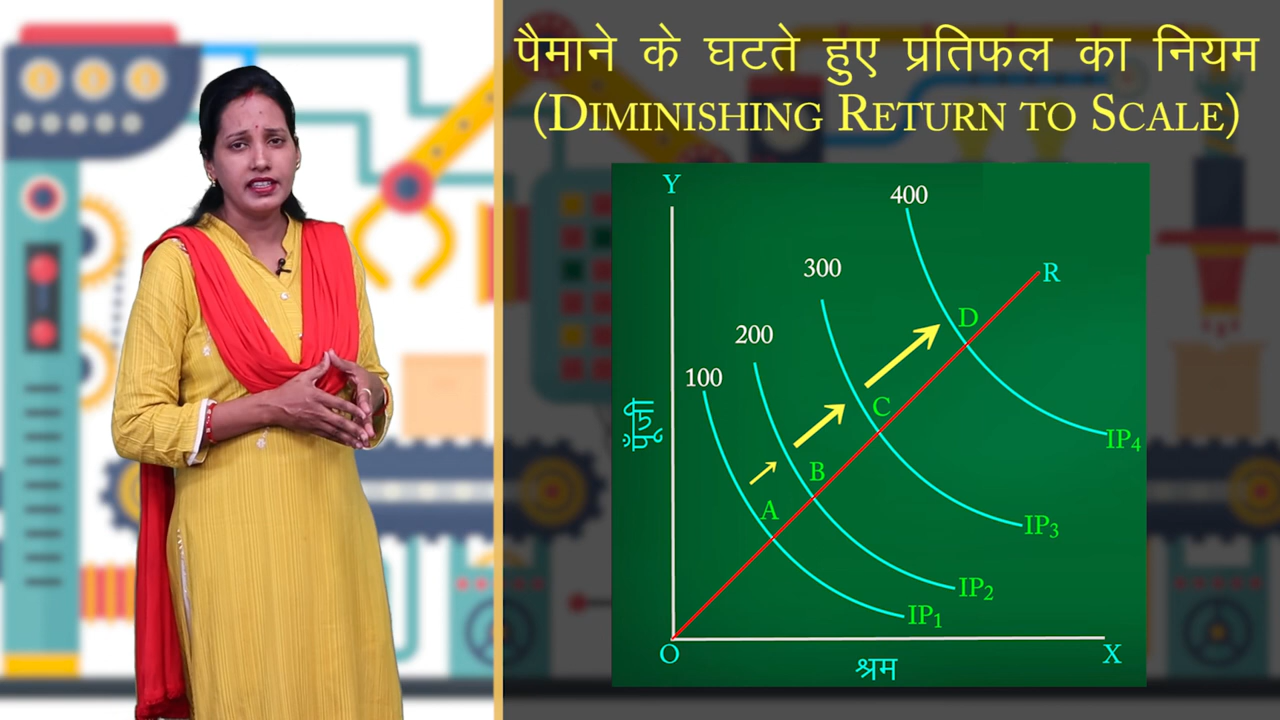 पैमाने के घटते हुए प्रतिफल का नियम
(DIMINISHING RETURN TO SCALE)
Y
400
300
R
D
200
100
C
पूँजी
IP4
B
A
IP3
IP2
IP1
O
श्रम
X